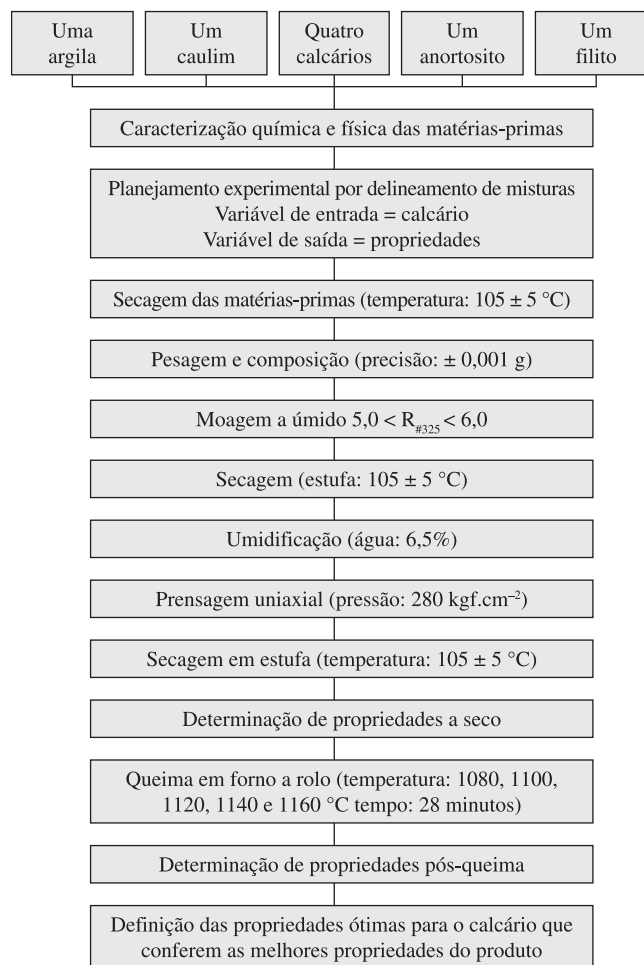 Uma
argila
Um
caulim
Quatro
calcários
Um
anortosito
Um
filito
Caracterização química e física das matérias-primas
Planejamento experimental por delineamento de misturas
Variável de entrada = calcário
Variável de saída = propriedades
Secagem das matérias-primas (temperatura: 105 ± 5 °C)
Pesagem e composição (precisão: ± 0,001 g)
Moagem a úmido 5,0 < R#325 < 6,0
Secagem (estufa: 105 ± 5 °C)
Umidificação (água: 6,5%)
Prensagem uniaxial (pressão: 280 kgf.cm⁻²)
Secagem em estufa (temperatura: 105 ± 5 °C)
Determinação de propriedades a seco
Queima em forno a rolo (temperatura: 1080, 1100,
1120, 1140 e 1160 °C tempo: 28 minutos)
Determinação de propriedades pós-queima
Definição das propriedades ótimas para o calcário que
conferem as melhores propriedades do produto